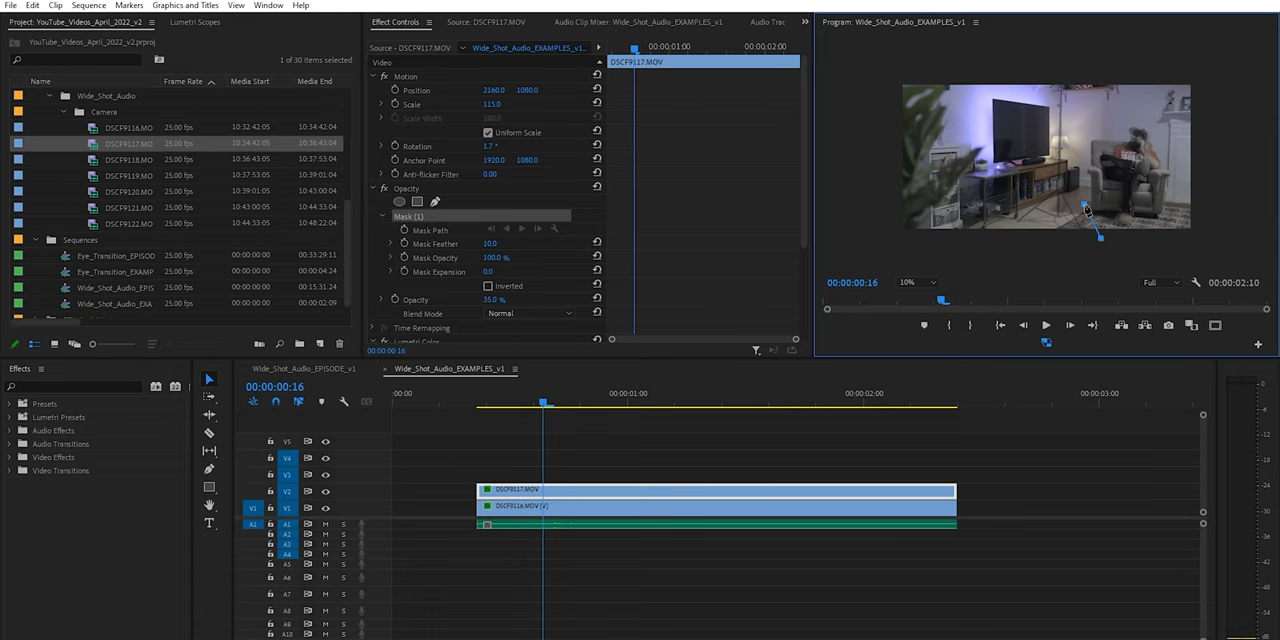 File Edit Clip Sequence Markers Graphics and Titles View Window Help
Project: YouTube_Videos_April_2022_v2 Lumetri Scopes
YouTube_Videos_April_2022_v2.prproj
1 of 30 items selected
Name Frame Rate Media Start Media End
Wide_Shot_Audio
Camera
DSCF9116.MO 25.00 fps 10:32:42:05 10:34:42:04
DSCF9117.MO 25.00 fps 10:34:42:05 10:36:43:04
DSCF9118.MO 25.00 fps 10:36:43:05 10:37:53:04
DSCF9119.MO 25.00 fps 10:37:53:05 10:39:01:04
DSCF9120.MO 25.00 fps 10:39:01:05 10:43:00:04
DSCF9121.MO 25.00 fps 10:43:00:05 10:44:33:04
DSCF9122.MO 25.00 fps 10:44:33:05 10:48:22:04
Sequences
Eye_Transition_EPISOD 25.00 fps 00:00:00:00 00:33:29:11
Eye_Transition_EXAMP 25.00 fps 00:00:00:00 00:00:04:24
Wide_Shot_Audio_EPIS 25.00 fps 00:00:00:00 00:15:31:24
Wide_Shot_Audio_EXA 25.00 fps 00:00:00:00 00:00:02:09
Effect Controls Source: DSCF9117.MOV Audio Clip Mixer: Wide_Shot_Audio_EXAMPLES_v1 Audio Trac
Source - DSCF9117.MOV Wide_Shot_Audio_EXAMPLES_v1... 00:00:01:00 00:00:02:00
Video DSCF9117.MOV
fx Motion
Position 2160.0 1080.0
Scale 115.0
Scale Width 100.0
Uniform Scale
Rotation 1.7 °
Anchor Point 1920.0 1080.0
Anti-flicker Filter 0.00
fx Opacity
Mask (1)
Mask Path
Mask Feather 10.0
Mask Opacity 100.0 %
Mask Expansion 0.0
Inverted
Opacity 35.0 %
Blend Mode Normal
Time Remapping
00:00:00:16
Program: Wide_Shot_Audio_EXAMPLES_v1
00:00:00:16 10% Full 00:00:02:10
Effects
Presets
Lumetri Presets
Audio Effects
Audio Transitions
Video Effects
Video Transitions
Wide_Shot_Audio_EPISODE_v1 × Wide_Shot_Audio_EXAMPLES_v1
00:00:00:16
:00:00 00:00:01:00 00:00:02:00 00:00:03:00
V5
V4
V3
V2 DSCF9117.MOV
V1 V1 DSCF9116.MOV [V]
A1 A1 M S
A2 M S
A3 M S
A4 M S
A5 M S
A6 M S
A7 M S
A8 M S
A9 M S
A10 M S
0
-6
-12
-18
-24
-30
-36
-42
-48
-54